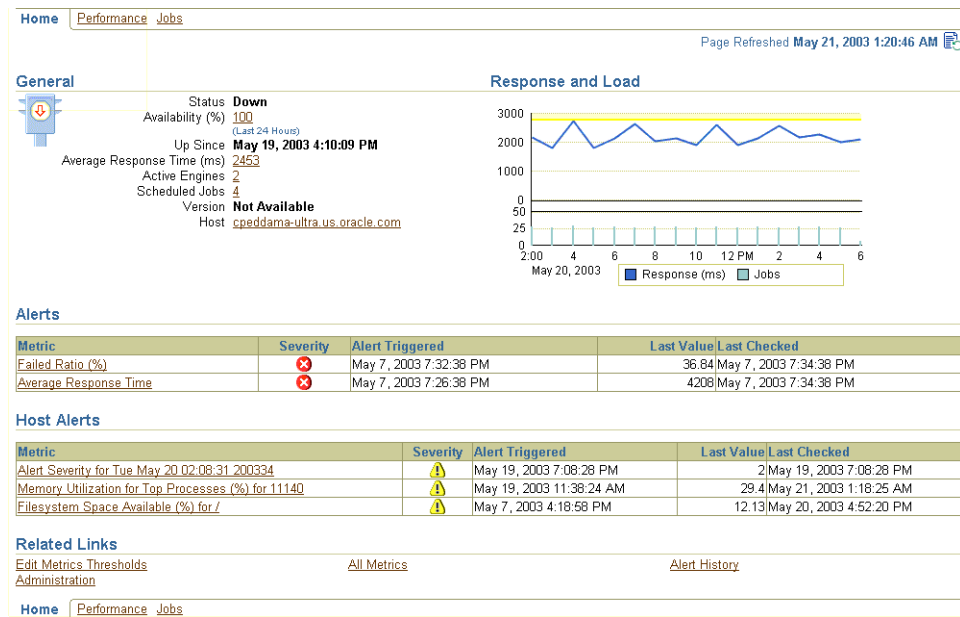 Home Performance Jobs
Page Refreshed May 21, 2003 1:20:46 AM
General
Status Down
Availability (%) 100
(Last 24 Hours)
Up Since May 19, 2003 4:10:09 PM
Average Response Time (ms) 2453
Active Engines 2
Scheduled Jobs 4
Version Not Available
Host cpeddama-ultra.us.oracle.com
Response and Load
3000
2000
1000
0
50
25
0
2:00 4 6 8 10 12 PM 2 4 6
May 20, 2003
Response (ms) Jobs
Alerts
Metric Severity Alert Triggered Last Value Last Checked
Failed Ratio (%) May 7, 2003 7:32:38 PM 36.84 May 7, 2003 7:34:38 PM
Average Response Time May 7, 2003 7:26:38 PM 4208 May 7, 2003 7:34:38 PM
Host Alerts
Metric Severity Alert Triggered Last Value Last Checked
Alert Severity for Tue May 20 02:08:31 200334 May 19, 2003 7:08:28 PM 2 May 19, 2003 7:08:28 PM
Memory Utilization for Top Processes (%) for 11140 May 19, 2003 11:38:24 AM 29.4 May 21, 2003 1:18:25 AM
Filesystem Space Available (%) for / May 7, 2003 4:18:58 PM 12.13 May 20, 2003 4:52:20 PM
Related Links
Edit Metrics Thresholds All Metrics Alert History
Administration
Home Performance Jobs